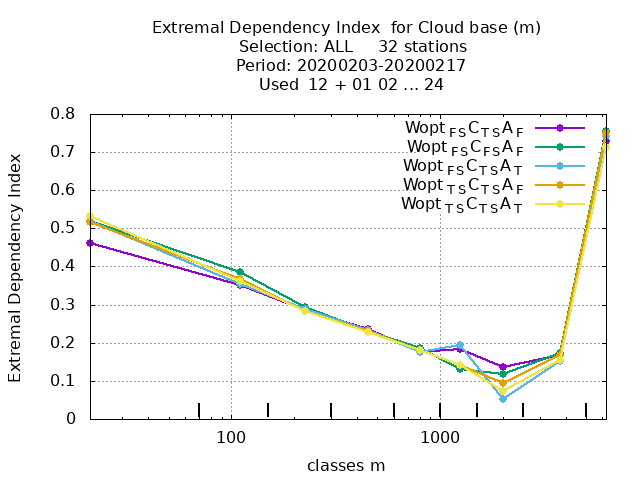 Extremal Dependency Index  for Cloud base (m)
Selection: ALL     32 stations
Period: 20200203-20200217
Used  12 + 01 02 ... 24
Extremal Dependency Index
0.8
0.7
0.6
0.5
0.4
0.3
0.2
0.1
0
Wopt FS C TS A F
Wopt FS C FS A F
Wopt FS C TS A T
Wopt TS C TS A F
Wopt TS C TS A T
100 1000
classes m